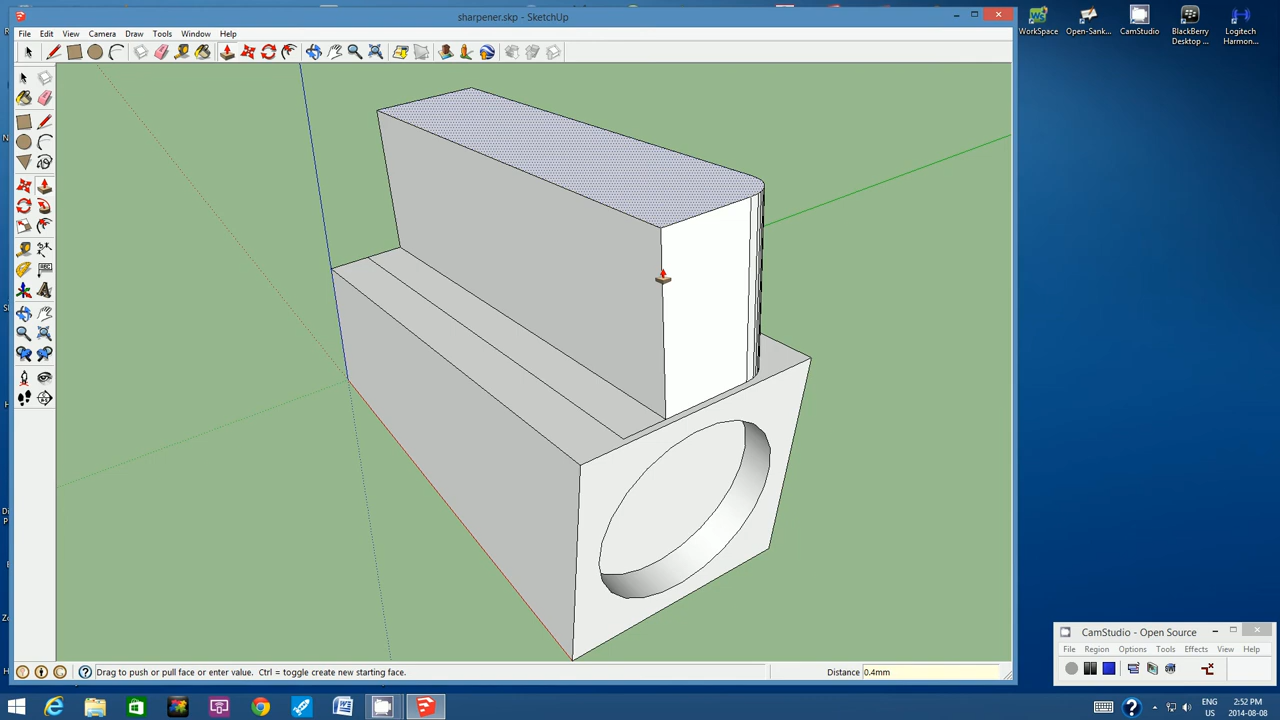 sharpener.skp - SketchUp
File Edit View Camera Draw Tools Window Help
WorkSpace
Open-Sank...
CamStudio
BlackBerry Desktop ...
Logitech Harmon...
Drag to push or pull face or enter value. Ctrl = toggle create new starting face.
Distance 0.4mm
CamStudio - Open Source
File Region Options Tools Effects View Help
ENG
US
2:52 PM
2014-08-08